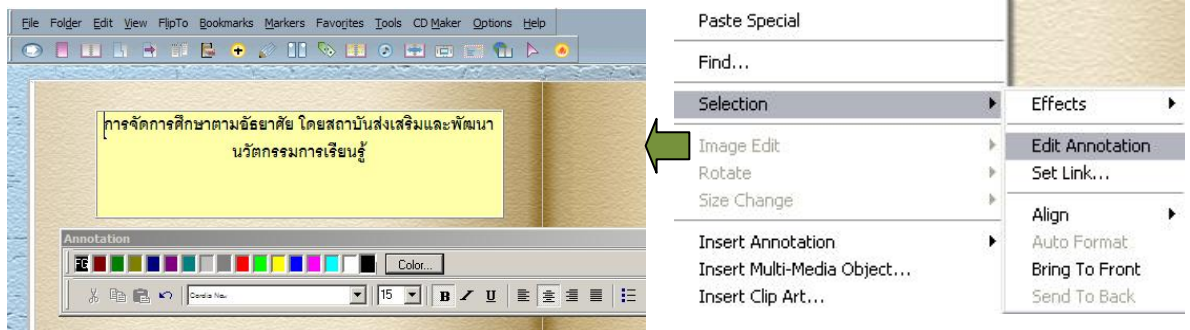 File Folder Edit View FlipTo Bookmarks Markers Favorites Tools CD Maker Options Help
การจัดการศึกษาตามอัธยาศัย โดยสถาบันส่งเสริมและพัฒนา
นวัตกรรมการเรียนรู้
Annotation
FG
Color...
Cordia New
15
B I U
Paste Special
Find...
Selection
Image Edit
Rotate
Size Change
Insert Annotation
Insert Multi-Media Object...
Insert Clip Art...
Effects
Edit Annotation
Set Link...
Align
Auto Format
Bring To Front
Send To Back